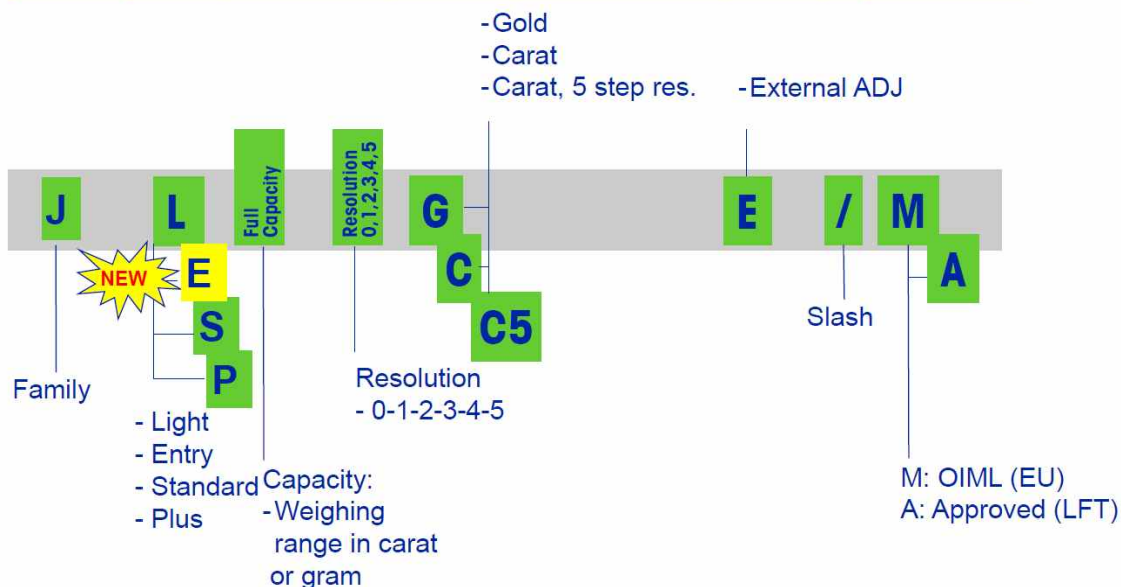 -Gold
-Carat
-Carat, 5 step res.
-External ADJ
J
L
Full
Capacity
Resolution
0,1,2,3,4,5
G
E
/
M
NEW
E
C
A
S
C5
Slash
P
Family
Resolution
- 0-1-2-3-4-5
- Light
- Entry
- Standard
- Plus
Capacity:
-Weighing
range in carat
or gram
M: OIML (EU)
A: Approved (LFT)